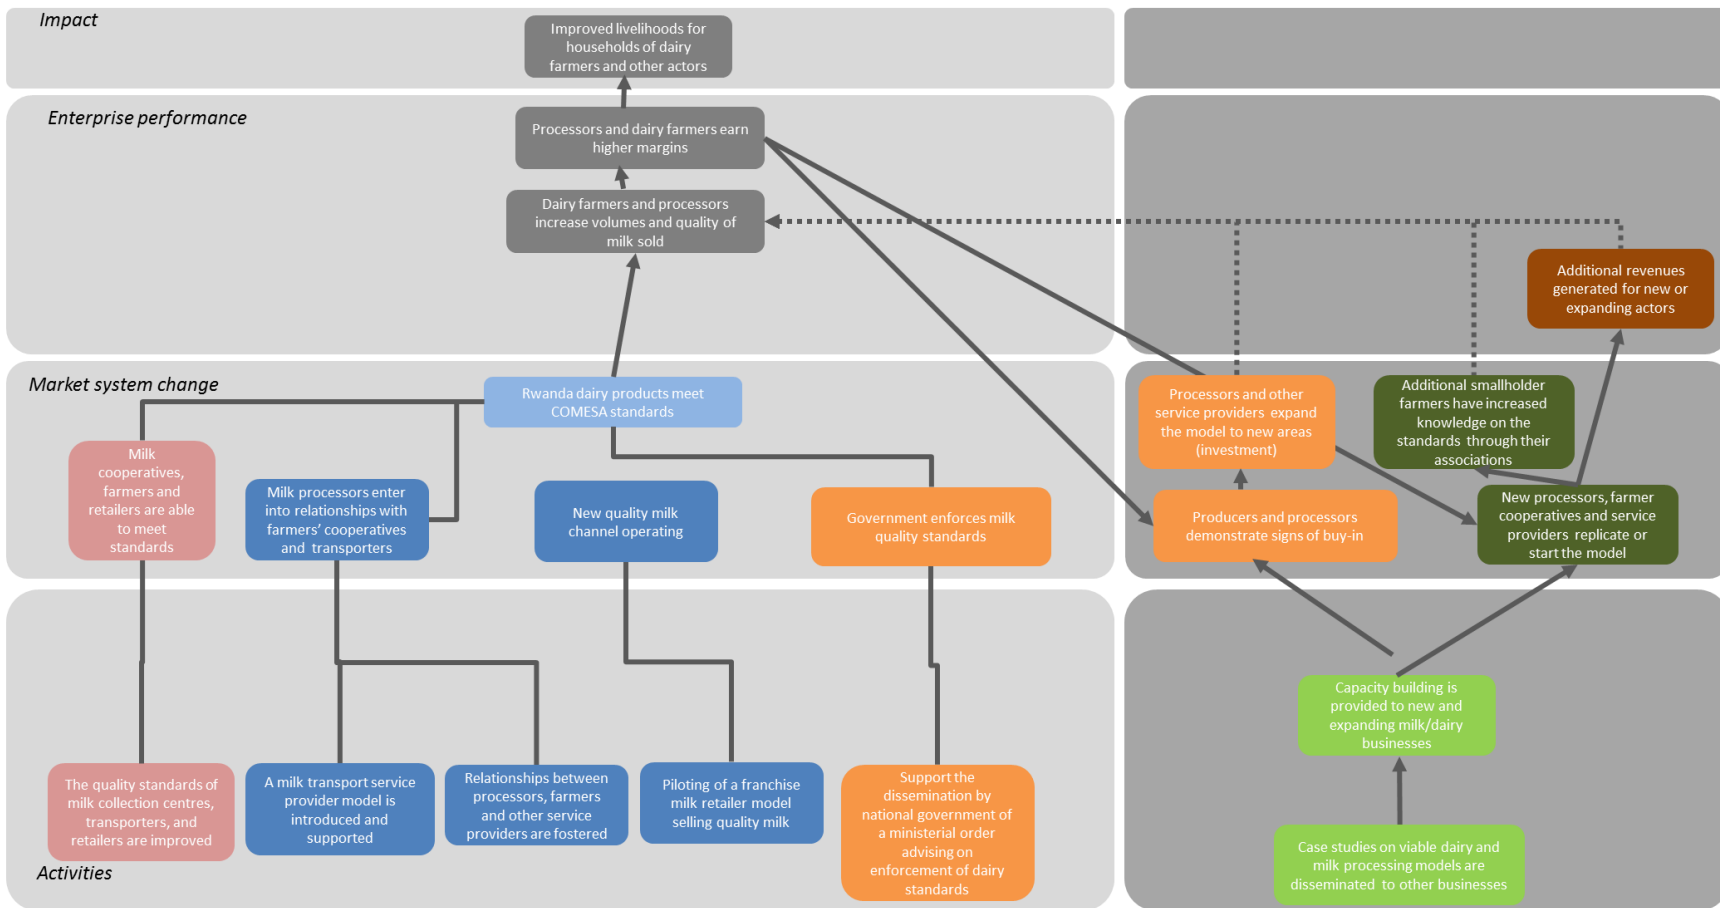 Impact
Improved livelihoods for
households of dairy
farmers and other actors
Enterprise performance
Processors and dairy farmers earn
higher margins
Dairy farmers and processors
increase volumes and quality of
milk sold
Additional revenues
generated for new or
expanding actors
Market system change
Rwanda dairy products meet
COMESA standards
Processors and other
service providers expand
the model to new areas
(investment)
Additional smallholder
farmers have increased
knowledge on the
standards through their
associations
Milk
cooperatives,
farmers and
retailers are able
to meet
standards
Milk processors enter
into relationships with
farmers’ cooperatives
and transporters
New quality milk
channel operating
Government enforces milk
quality standards
Producers and processors
demonstrate signs of buy-in
New processors, farmer
cooperatives and service
providers replicate or
start the model
Capacity building is
provided to new and
expanding milk/dairy
businesses
The quality standards of
milk collection centres,
transporters, and
retailers are improved
A milk transport service
provider model is
introduced and
supported
Relationships between
processors, farmers
and other service
providers are fostered
Piloting of a franchise
milk retailer model
selling quality milk
Support the
dissemination by
national government of
a ministerial order
advising on
enforcement of dairy
standards
Case studies on viable dairy and
milk processing models are
disseminated to other businesses
Activities